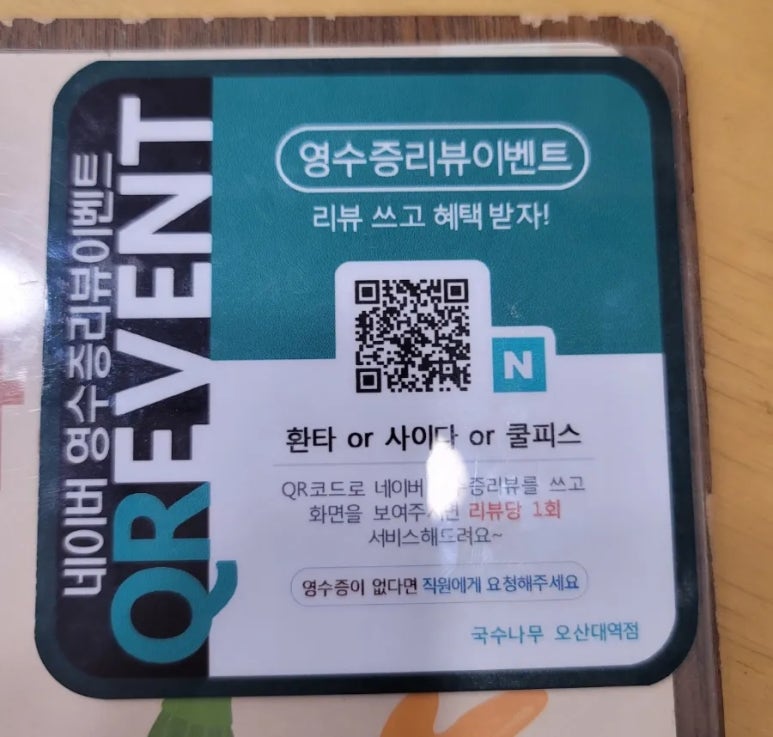 네이버 영수증리뷰이벤트
QR EVENT
영수증리뷰이벤트
리뷰 쓰고 혜택받자!
N
환타 or 사이다 or 쿨피스
QR코드로 네이버 영수증리뷰를 쓰고
화면을 보여주시면 리뷰당 1회
서비스해드려요~
영수증이 없다면 직원에게 요청해주세요
국수나무 오산대역점